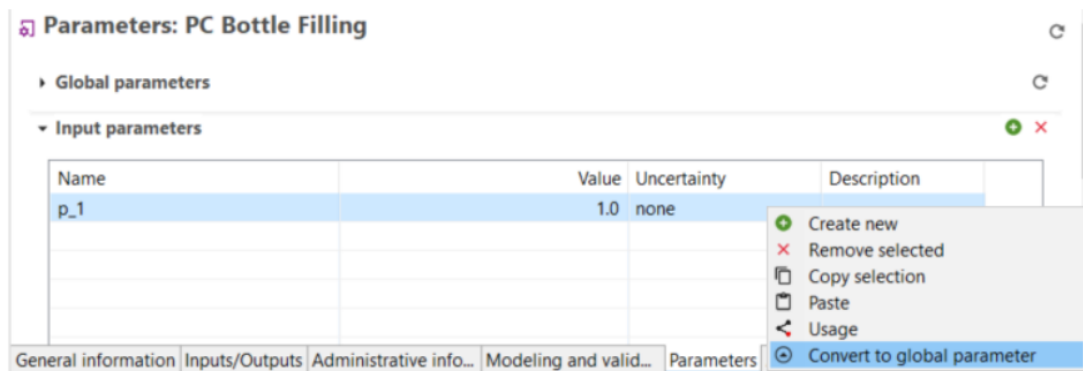 Parameters: PC Bottle Filling
Global parameters
Input parameters
Name Value Uncertainty Description
p_1 1.0 none
Create new
Remove selected
Copy selection
Paste
Usage
Convert to global parameter
General information Inputs/Outputs Administrative info... Modeling and valid... Parameters